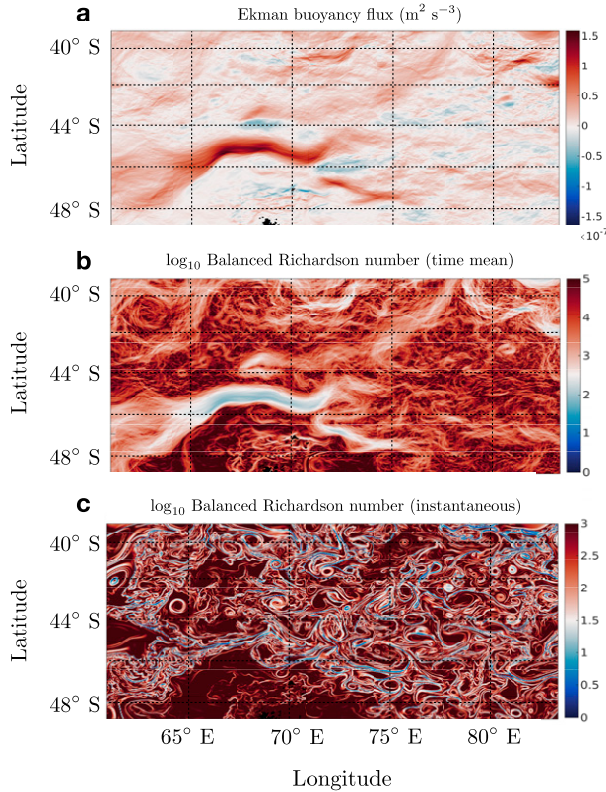 a
Ekman buoyancy flux (m² s⁻³)
Latitude
40° S
44° S
48° S
1.5
1
0.5
0
-0.5
-1
-1.5
×10⁻⁷
b
log₁₀ Balanced Richardson number (time mean)
Latitude
40° S
44° S
48° S
5
4
3
2
1
0
c
log₁₀ Balanced Richardson number (instantaneous)
Latitude
40° S
44° S
48° S
3
2.5
2
1.5
1
0.5
0
65° E 70° E 75° E 80° E
Longitude